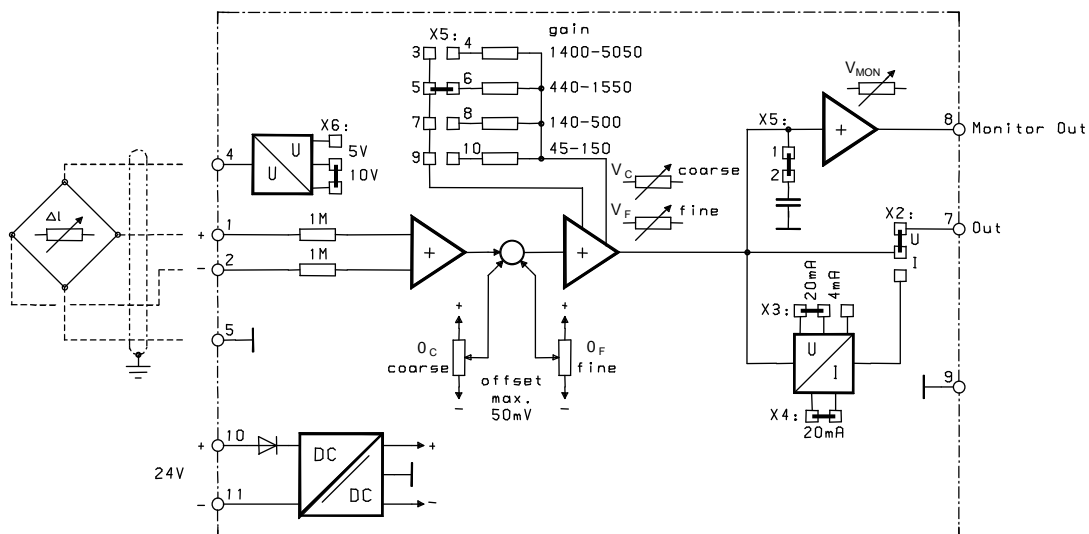 X5:
gain
3
4
1400-5050
5
6
440-1550
7
8
140-500
9
10
45-150
V_MON
X5:
1
2
+
8
Monitor Out
4
U
U
X6:
5V
10V
V_C
coarse
V_F
fine
Δl
+
1
1M
-
2
1M
+
+
X2:
7
Out
U
I
5
+
+
O_C
coarse
O_F
fine
-
-
offset
max.
50mV
X3:
20mA
4mA
U
I
X4:
20mA
9
24V
+
10
-
11
DC
DC
+
-